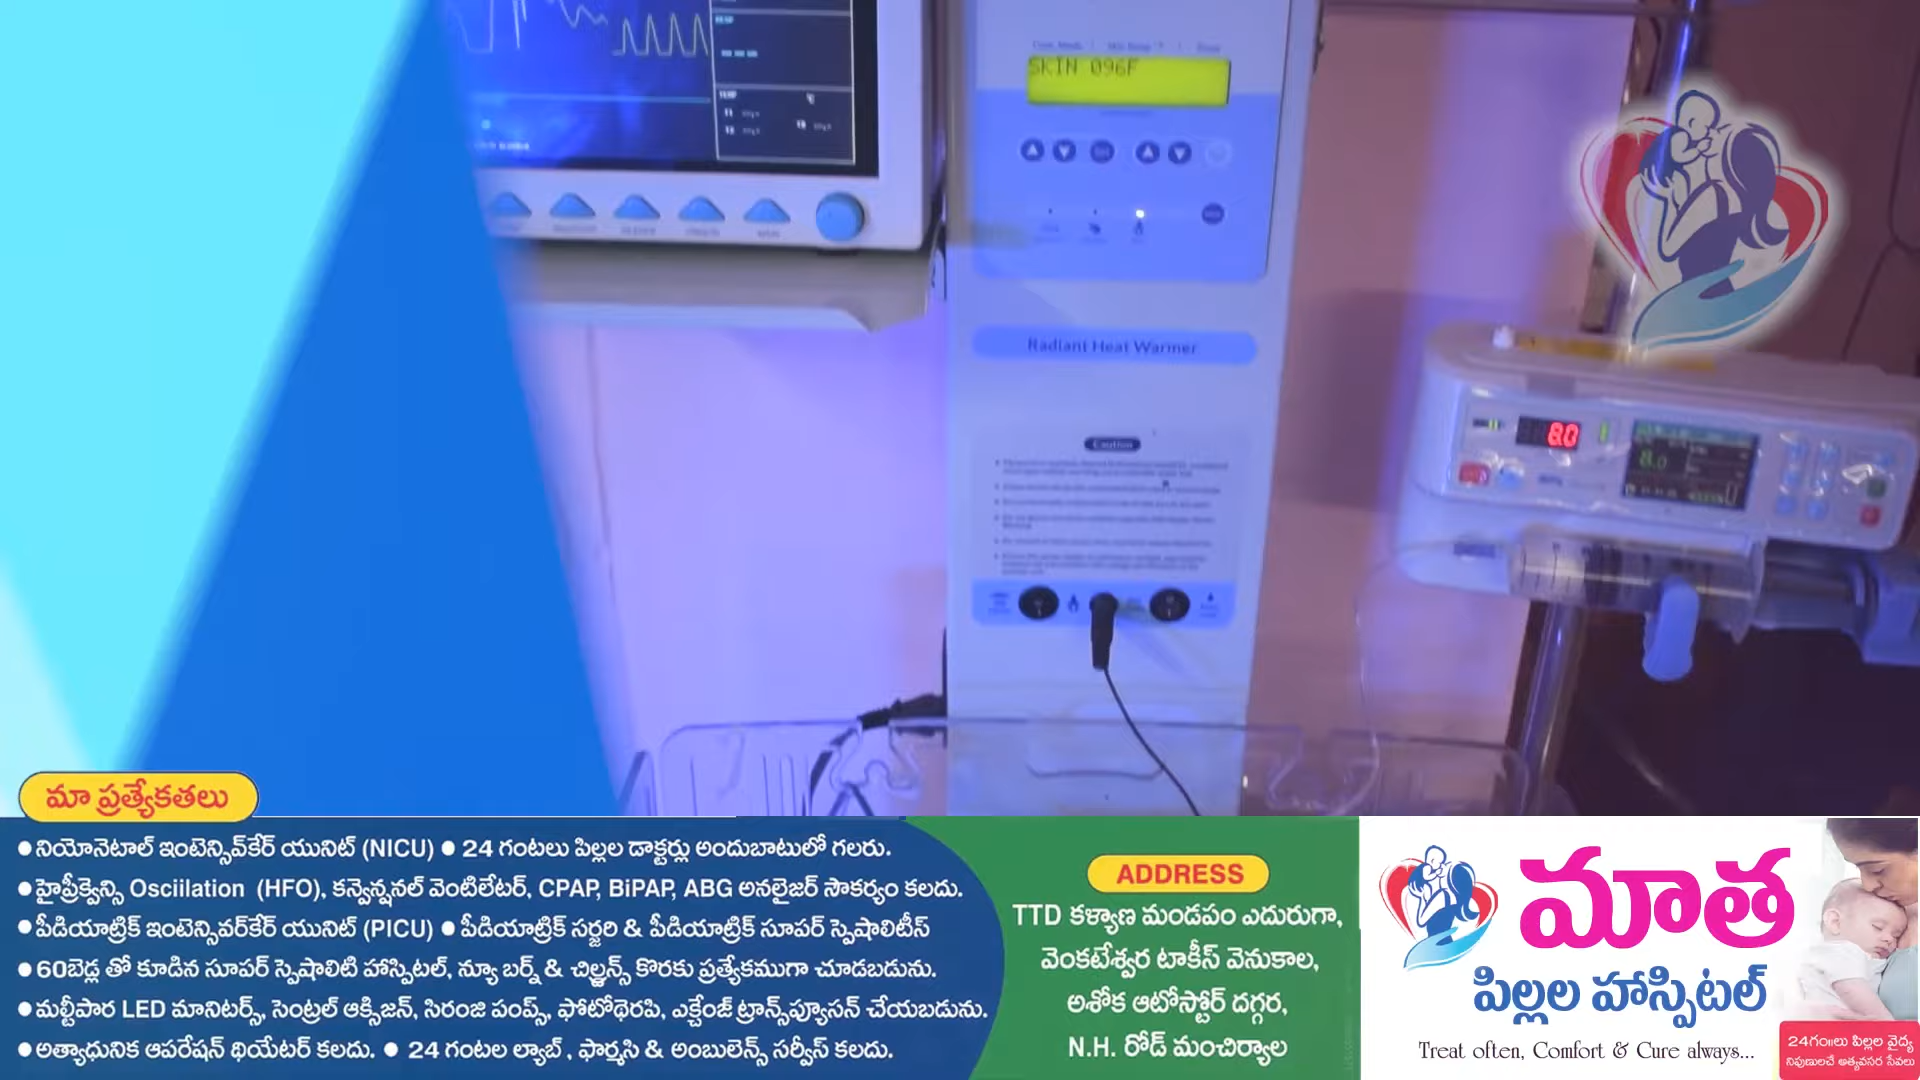 SKIN 096F
Radiant Heat Warmer
Caution
8.0
8.0
మా ప్రత్యేకతలు
● నియోనెటాల్ ఇంటెన్సివ్‌కేర్ యునిట్ (NICU) ● 24 గంటలు పిల్లల డాక్టర్లు అందుబాటులో గలరు.
● హైఫ్రీక్వెన్సి Osciilation (HFO), కన్వెన్షనల్ వెంటిలేటర్, CPAP, BiPAP, ABG అనలైజర్ సౌకర్యం కలదు.
● పీడియాట్రిక్ ఇంటెన్సివర్‌కేర్ యునిట్ (PICU) ● పీడియాట్రిక్ సర్జరి & పీడియాట్రిక్ సూపర్ స్పెషాలిటీస్
● 60బెడ్ల తో కూడిన సూపర్ స్పెషాలిటి హాస్పిటల్, న్యూ బర్న్ & చిల్డ్రన్స్ కొరకు ప్రత్యేకముగా చూడబడును.
● మల్టీపార LED మానిటర్స్, సెంట్రల్ ఆక్సిజన్, సిరంజి పంప్స్, ఫోటోథెరపి, ఎక్చేంజ్ ట్రాన్స్‌ఫ్యూసన్ చేయబడును.
● అత్యాధునిక ఆపరేషన్ థియేటర్ కలదు. ● 24 గంటల ల్యాబ్, ఫార్మసి & అంబులెన్స్ సర్వీస్ కలదు.
ADDRESS
TTD కళ్యాణ మండపం ఎదురుగా,
వెంకటేశ్వర టాకీస్ వెనుకాల,
అశోక ఆటోస్టోర్ దగ్గర,
N.H. రోడ్ మంచిర్యాల
మాత
పిల్లల హాస్పిటల్
Treat often, Comfort & Cure always...
24గం||లు పిల్లల వైద్య
నిపుణులచే అత్యవసర సేవలు